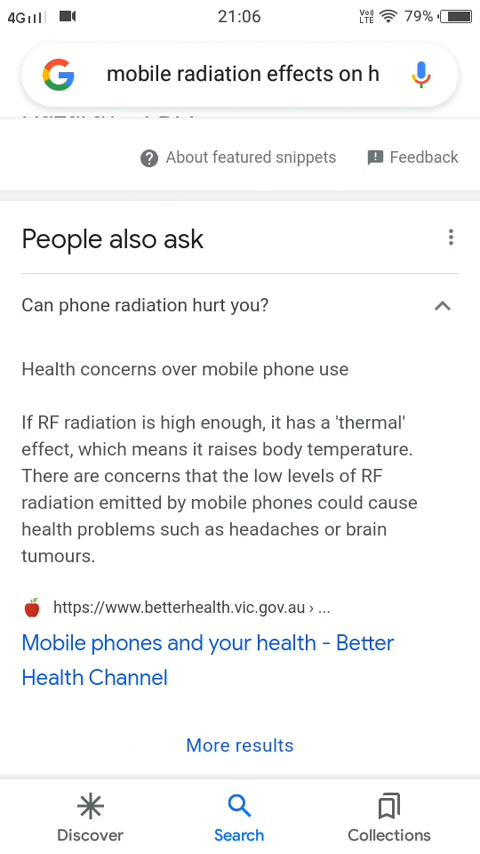 4G 21:06 Vo) LTE 79%
mobile radiation effects on h
About featured snippets Feedback
People also ask
Can phone radiation hurt you?
Health concerns over mobile phone use
If RF radiation is high enough, it has a 'thermal'
effect, which means it raises body temperature.
There are concerns that the low levels of RF
radiation emitted by mobile phones could cause
health problems such as headaches or brain
tumours.
https://www.betterhealth.vic.gov.au › ...
Mobile phones and your health - Better
Health Channel
More results
Discover Search Collections